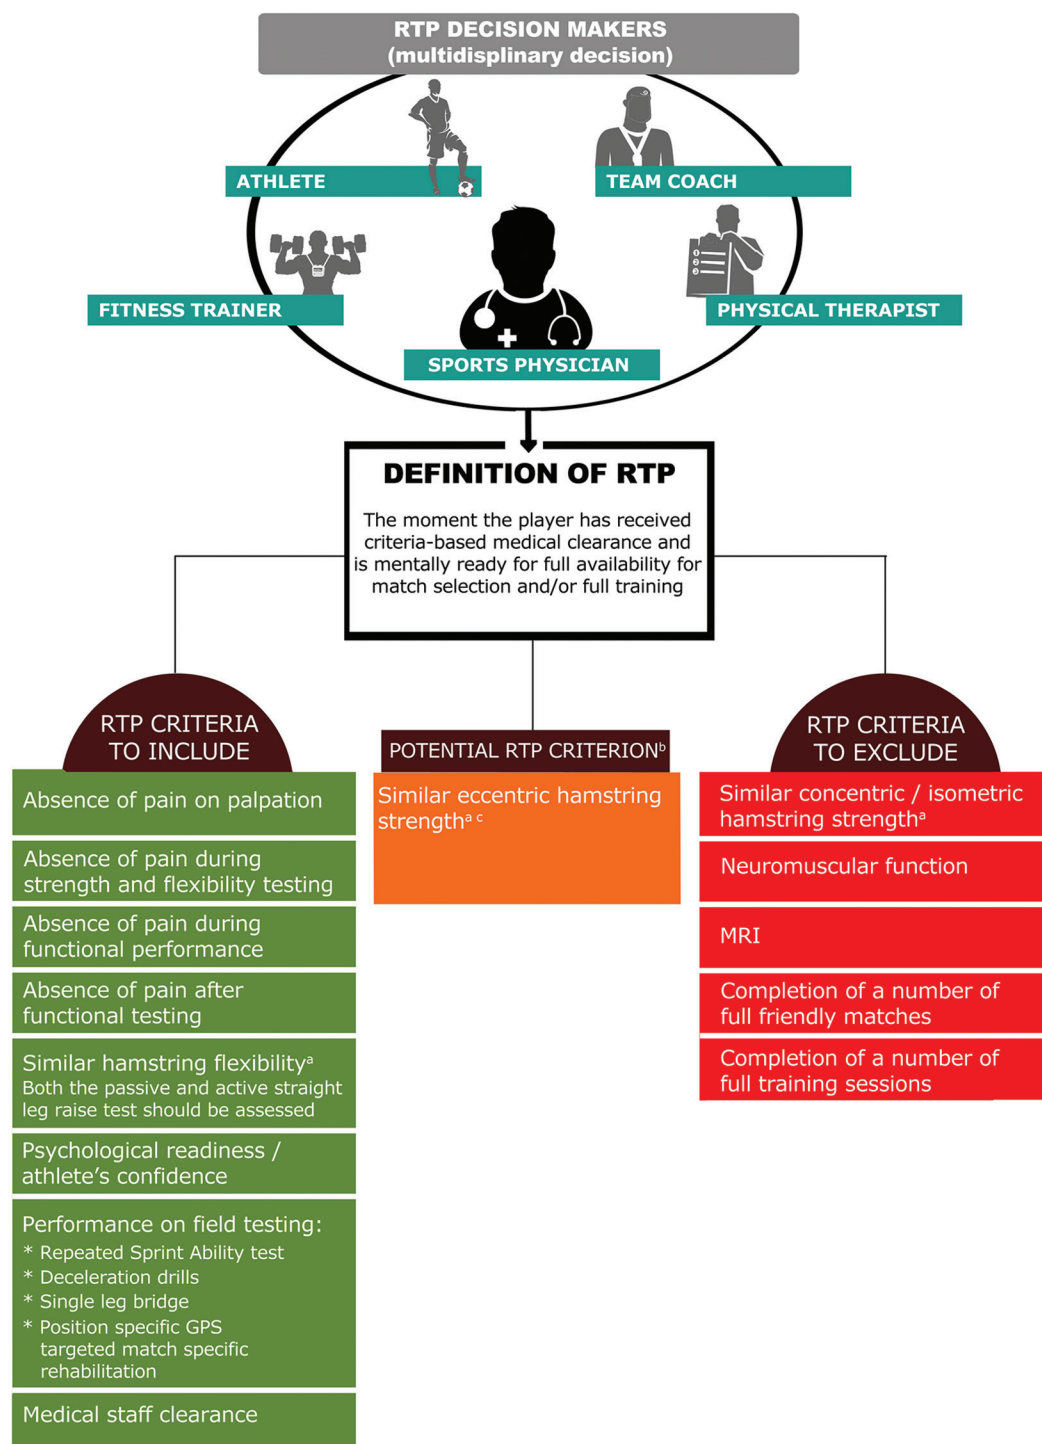 RTP DECISION MAKERS
(multidisplinary decision)
ATHLETE
TEAM COACH
FITNESS TRAINER
PHYSICAL THERAPIST
SPORTS PHYSICIAN
DEFINITION OF RTP
The moment the player has received
criteria-based medical clearance and
is mentally ready for full availability for
match selection and/or full training
RTP CRITERIA
TO INCLUDE
Absence of pain on palpation
Absence of pain during
strength and flexibility testing
Absence of pain during
functional performance
Absence of pain after
functional testing
Similar hamstring flexibilityᵃ
Both the passive and active straight
leg raise test should be assessed
Psychological readiness /
athlete's confidence
Performance on field testing:
* Repeated Sprint Ability test
* Deceleration drills
* Single leg bridge
* Position specific GPS
targeted match specific
rehabilitation
Medical staff clearance
POTENTIAL RTP CRITERIONᵇ
Similar eccentric hamstring
strengthᵃ ᶜ
RTP CRITERIA
TO EXCLUDE
Similar concentric / isometric
hamstring strengthᵃ
Neuromuscular function
MRI
Completion of a number of
full friendly matches
Completion of a number of
full training sessions